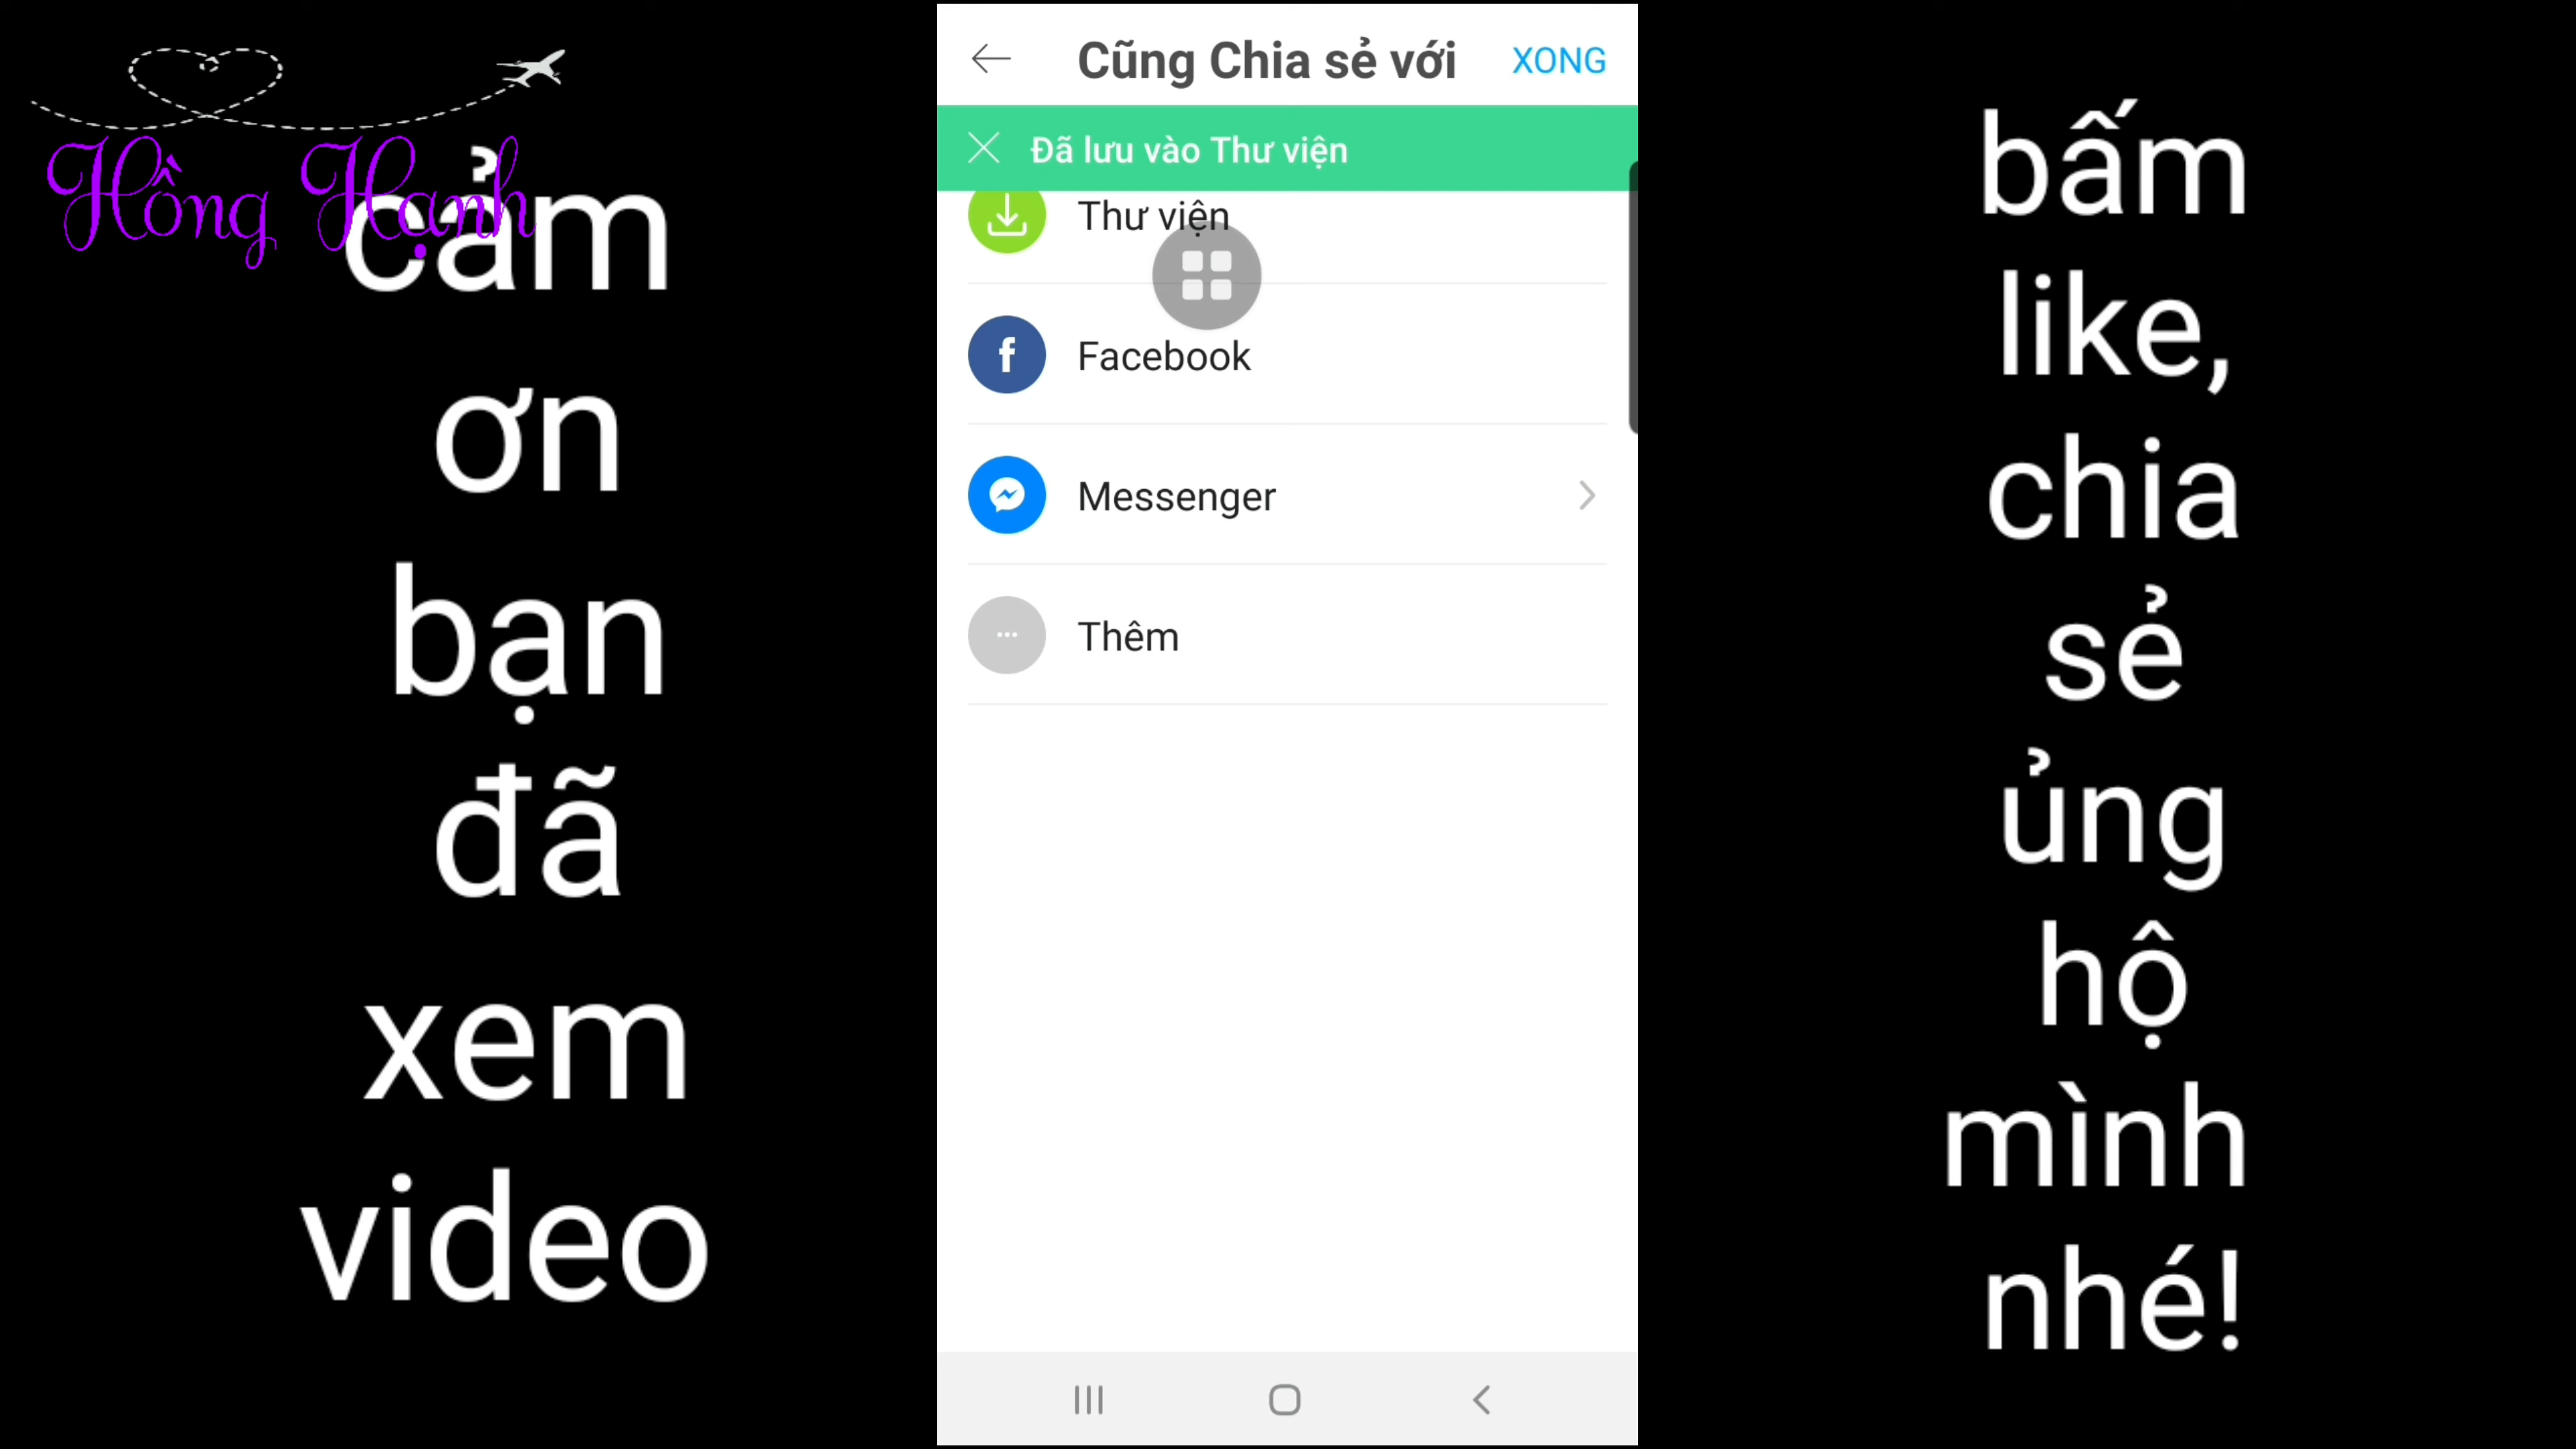 Hồng Hạnh
cảm
ơn
bạn
đã
xem
video
Cũng Chia sẻ với
XONG
Đã lưu vào Thư viện
Thư viện
Facebook
Messenger
Thêm
bấm
like,
chia
sẻ
ủng
hộ
mình
nhé!